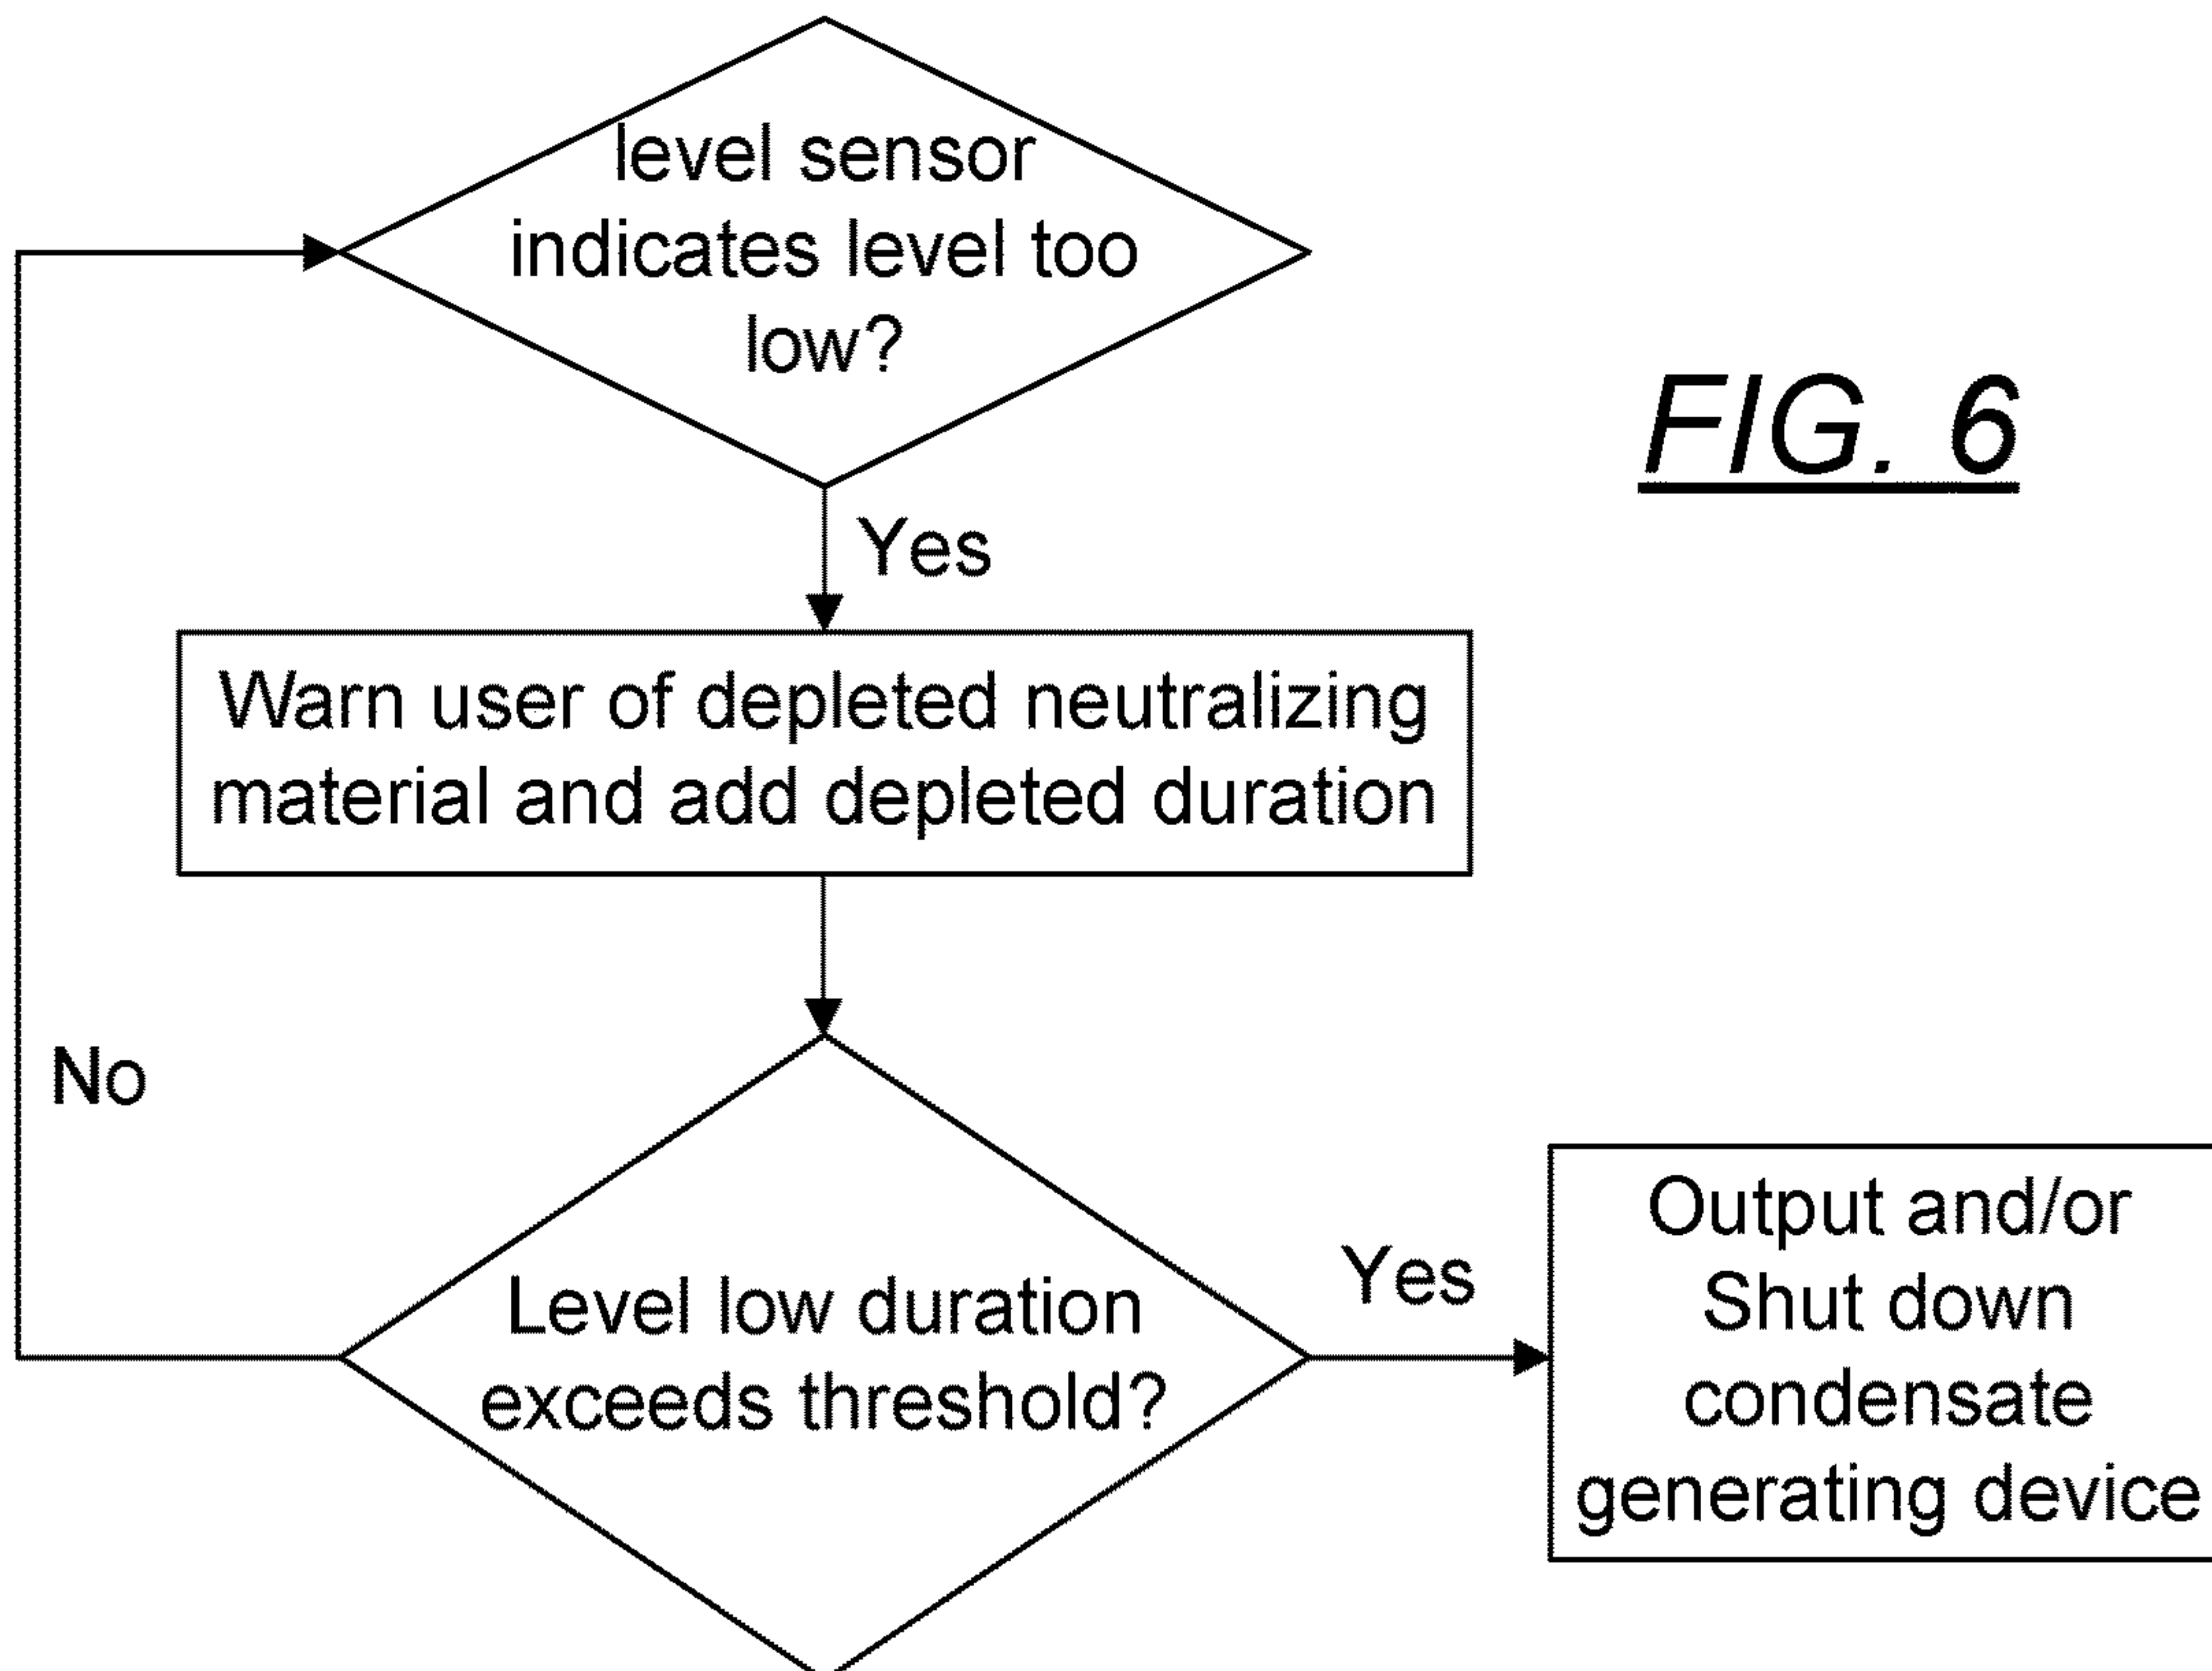 level sensor
indicates level too
low?
FIG. 6
Yes
Warn user of depleted neutralizing
material and add depleted duration
No
Level low duration
exceeds threshold?
Yes
Output and/or
Shut down
condensate
generating device